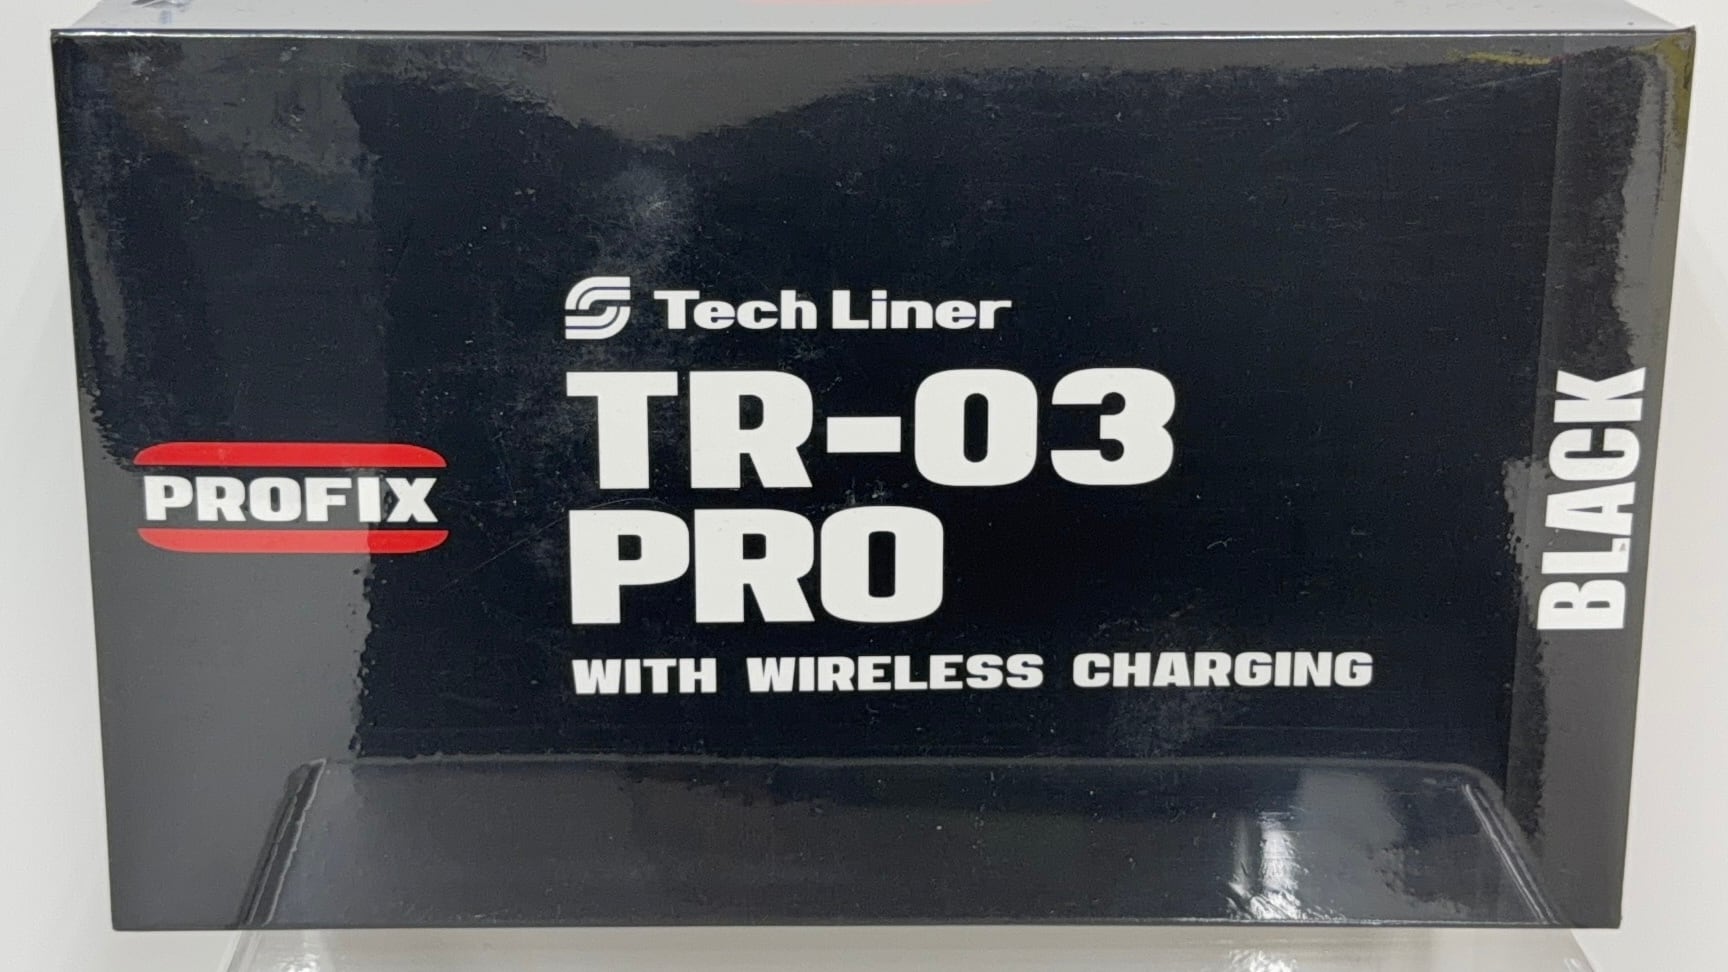 PROFIX
Tech Liner
TR-03
PRO
WITH WIRELESS CHARGING
BLACK